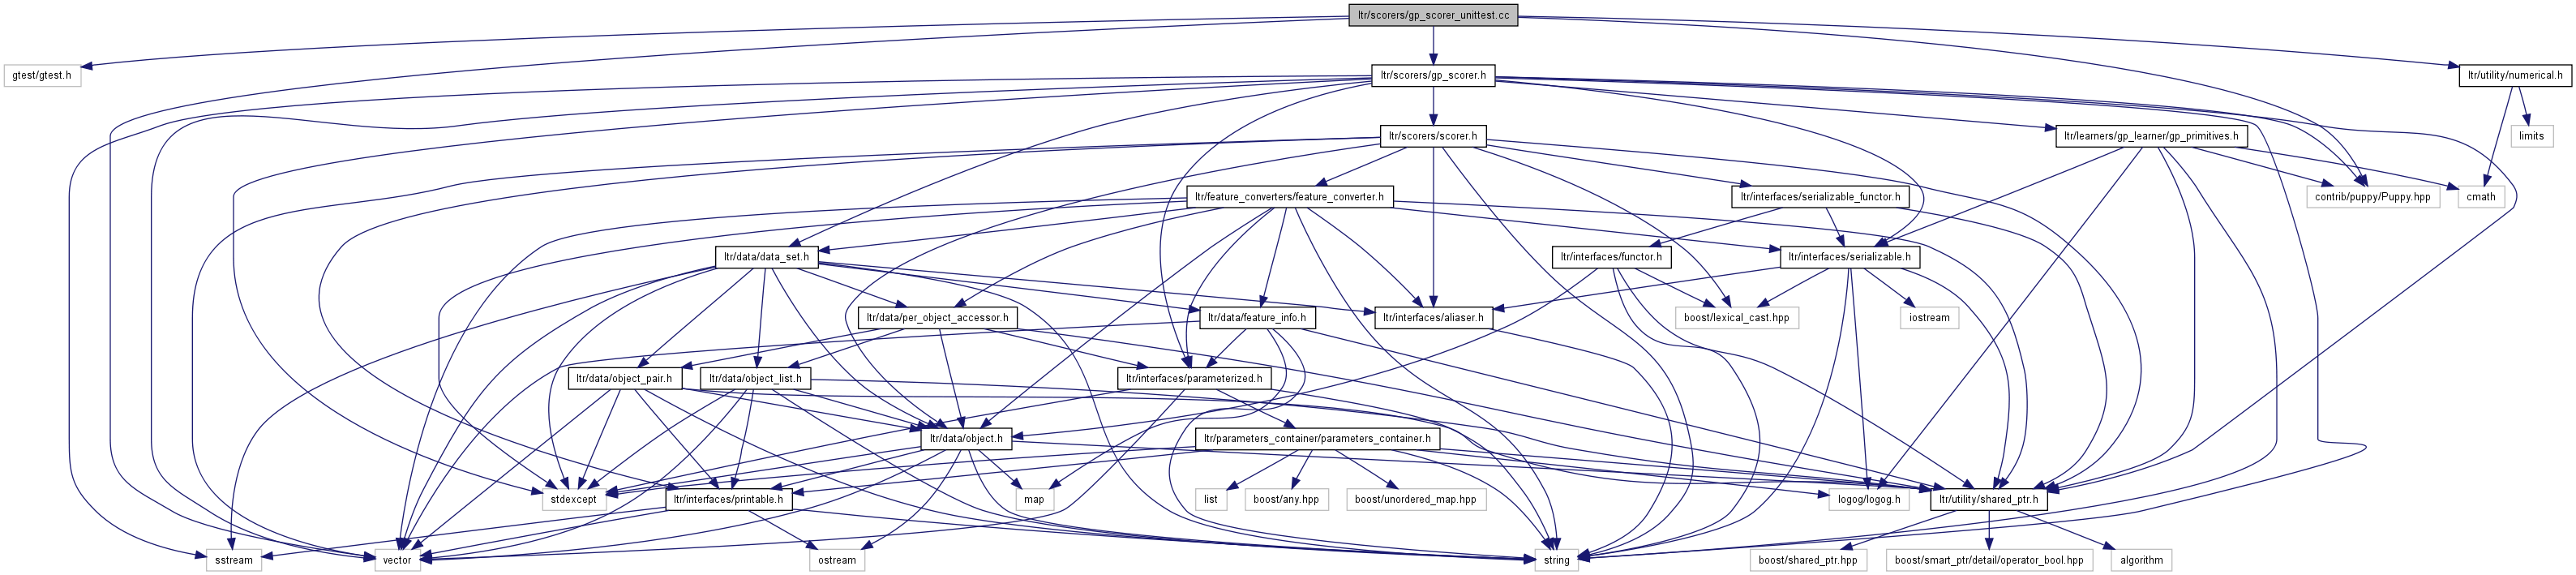 ltr/scorers/gp_scorer_unittest.cc
gtest/gtest.h
ltr/scorers/gp_scorer.h
ltr/utility/numerical.h
ltr/scorers/scorer.h
ltr/learners/gp_learner/gp_primitives.h
limits
ltr/feature_converters/feature_converter.h
ltr/interfaces/serializable_functor.h
contrib/puppy/Puppy.hpp
cmath
ltr/data/data_set.h
ltr/interfaces/functor.h
ltr/interfaces/serializable.h
ltr/data/per_object_accessor.h
ltr/data/feature_info.h
ltr/interfaces/aliaser.h
boost/lexical_cast.hpp
iostream
ltr/data/object_pair.h
ltr/data/object_list.h
ltr/interfaces/parameterized.h
ltr/data/object.h
ltr/parameters_container/parameters_container.h
stdexcept
ltr/interfaces/printable.h
map
list
boost/any.hpp
boost/unordered_map.hpp
logog/logog.h
ltr/utility/shared_ptr.h
sstream
vector
ostream
string
boost/shared_ptr.hpp
boost/smart_ptr/detail/operator_bool.hpp
algorithm